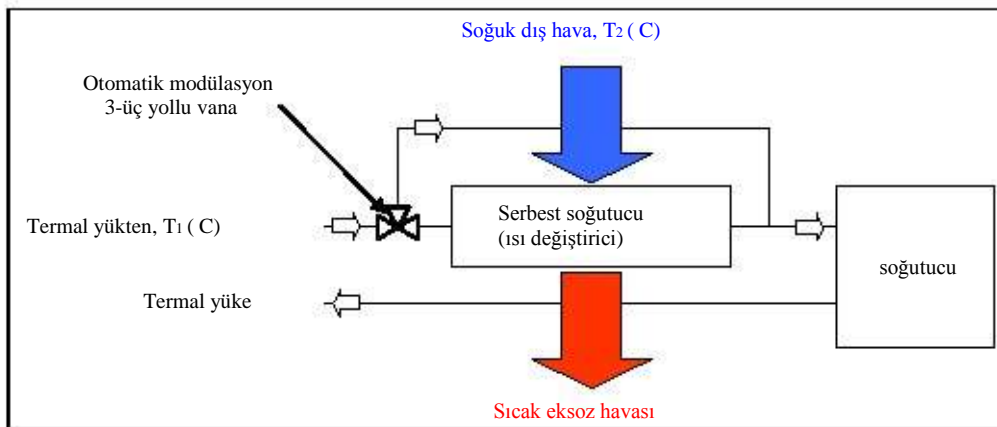 Soğuk dış hava, T2 ( C)
Otomatik modülasyon
3-üç yollu vana
Termal yükten, T1 ( C)
Serbest soğutucu
(ısı değiştirici)
soğutucu
Termal yüke
Sıcak eksoz havası